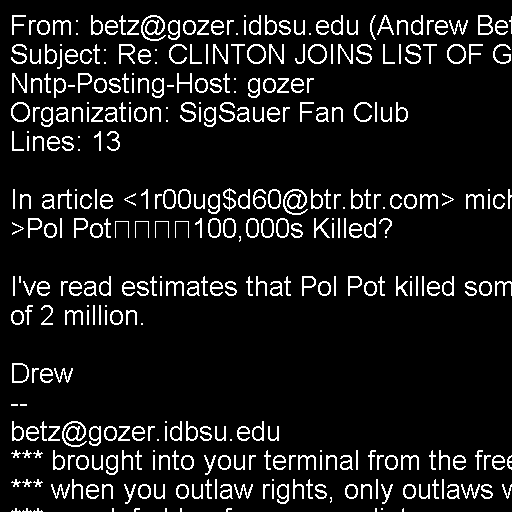 From: betz@gozer.idbsu.edu (Andrew Bet
Subject: Re: CLINTON JOINS LIST OF G
Nntp-Posting-Host: gozer
Organization: SigSauer Fan Club
Lines: 13

In article <1r00ug$d60@btr.btr.com> mich
>Pol Pot□□□□100,000s Killed?

I've read estimates that Pol Pot killed som
of 2 million.

Drew
--
betz@gozer.idbsu.edu
*** brought into your terminal from the free
*** when you outlaw rights, only outlaws w